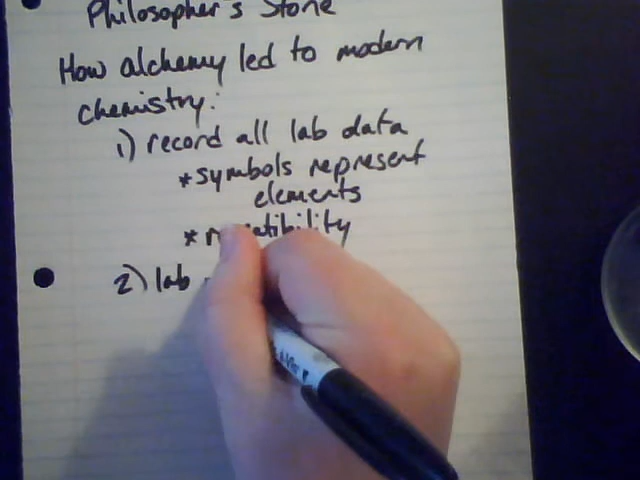 Philosopher's Stone
How alchemy led to modern
chemistry:
1) record all lab data
*symbols represent
elements
*
2) lab